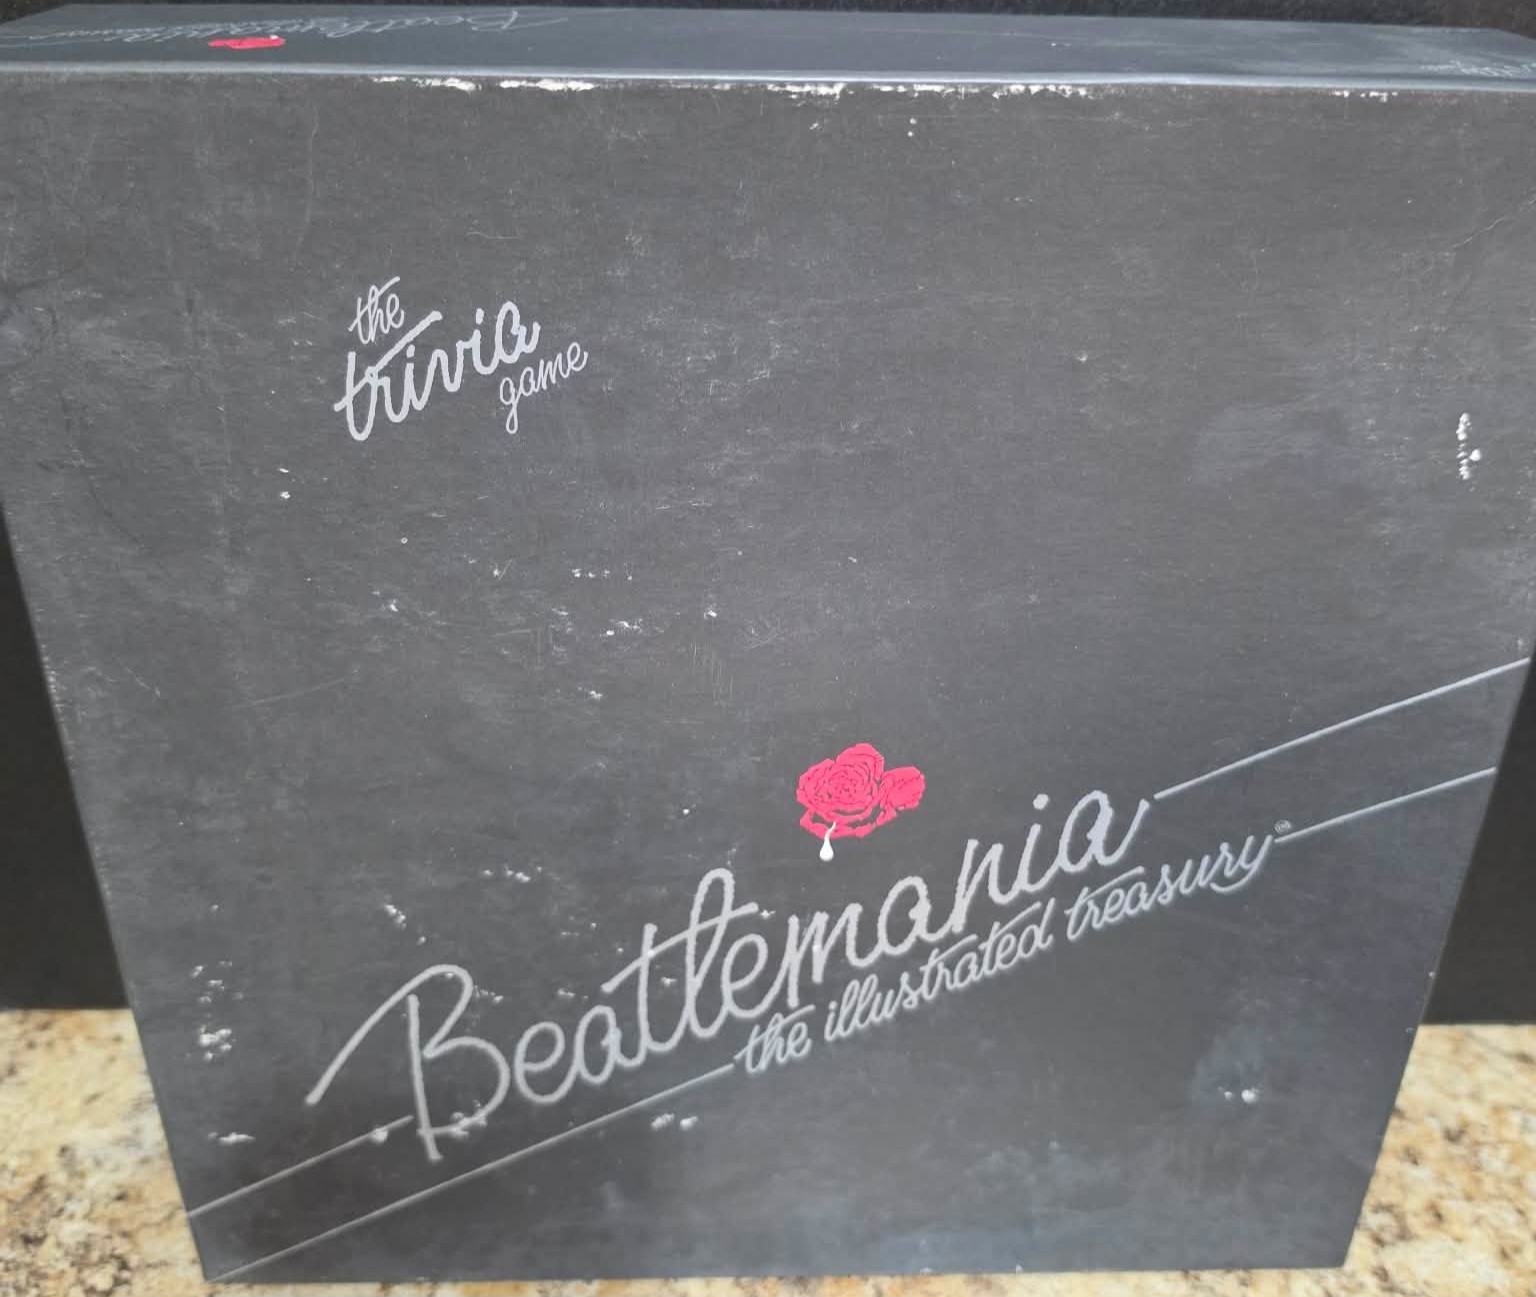 the
trivia
game
Beatlemania
the illustrated treasury